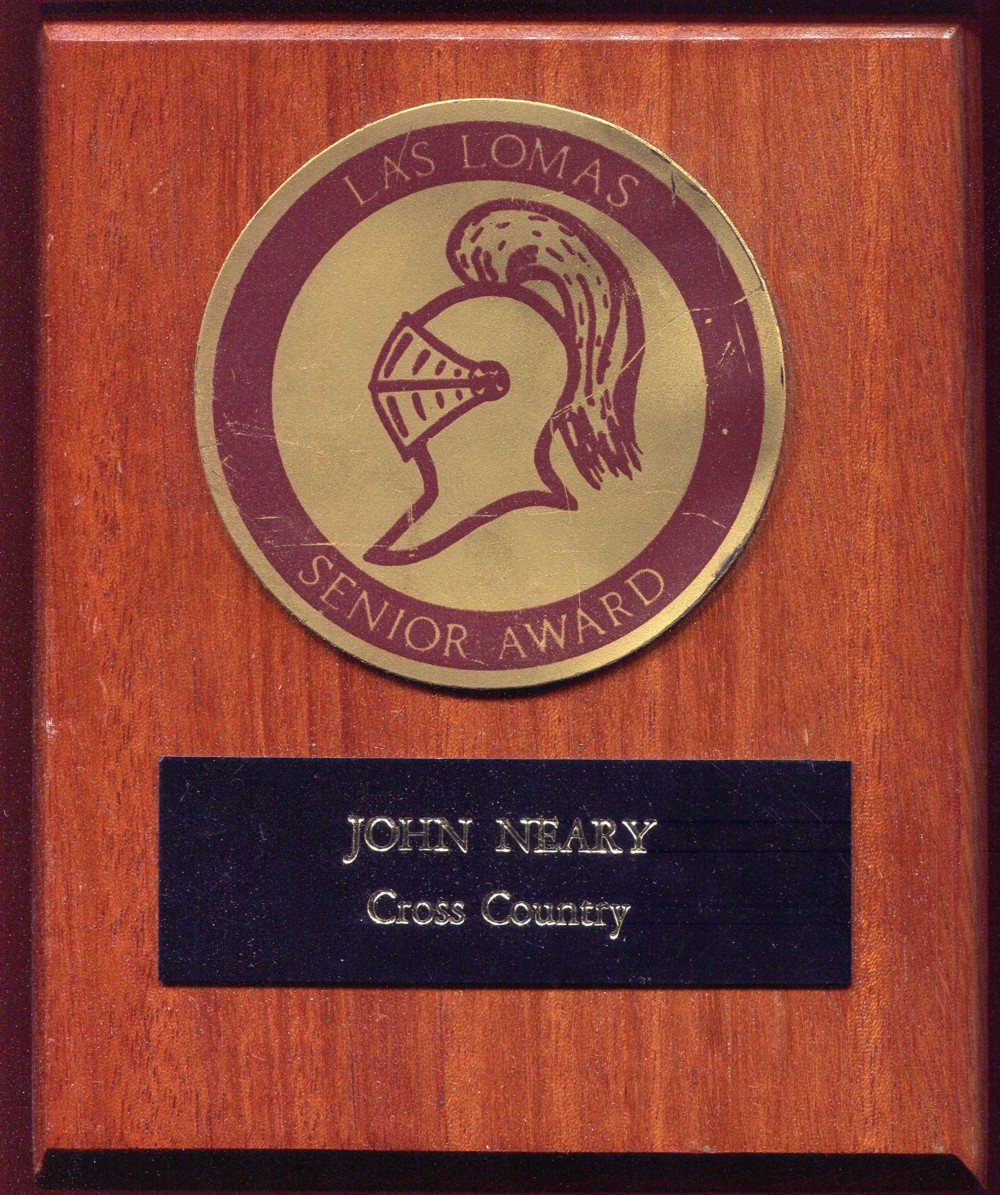 LAS LOMAS
SENIOR AWARD
JOHN NEARY
Cross Country